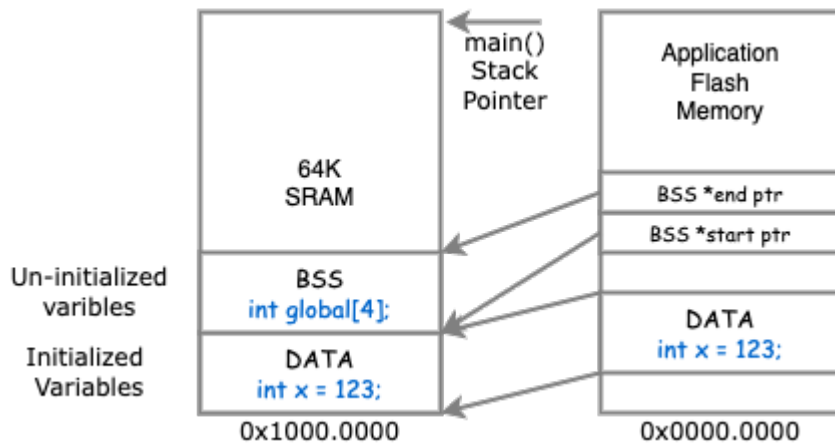 main()
Stack
Pointer
Application
Flash
Memory
64K
SRAM
BSS *end ptr
BSS *start ptr
Un-initialized
varibles
BSS
int global[4];
DATA
int x = 123;
Initialized
Variables
DATA
int x = 123;
0x1000.0000
0x0000.0000